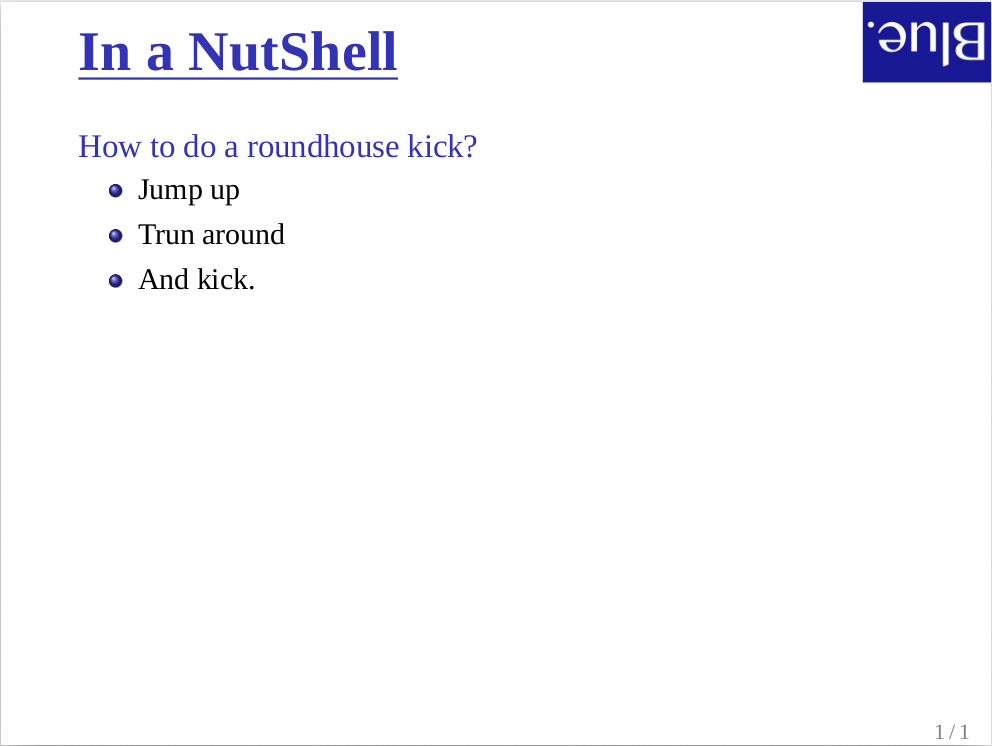 In a NutShell
Blue.
How to do a roundhouse kick?
Jump up
Trun around
And kick.
1 / 1